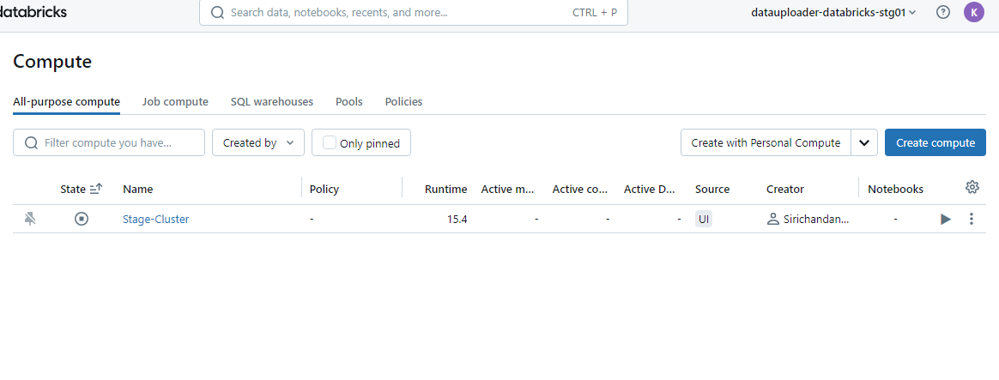 databricks
Search data, notebooks, recents, and more...
CTRL + P
datauploader-databricks-stg01
?
K
Compute
All-purpose compute
Job compute
SQL warehouses
Pools
Policies
Filter compute you have...
Created by
Only pinned
Create with Personal Compute
Create compute
State
Name
Policy
Runtime
Active m...
Active co...
Active D...
Source
Creator
Notebooks
Stage-Cluster
-
15.4
-
-
-
UI
Sirichandan...
-